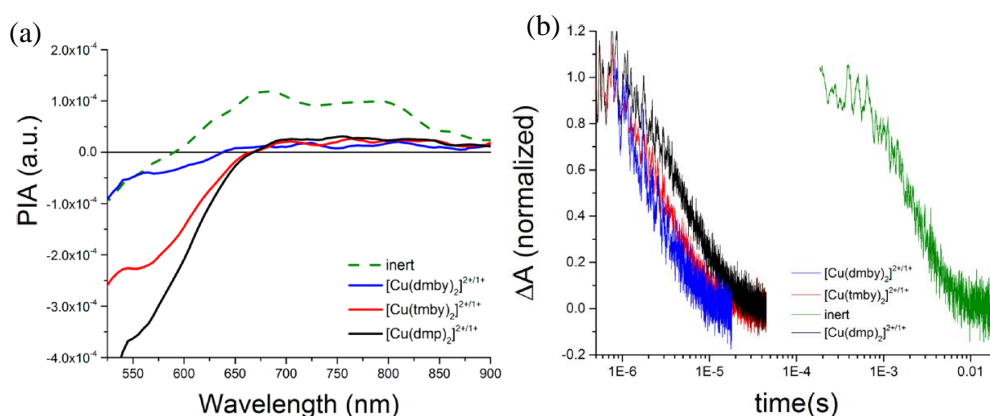 (a)
2.0x10⁻⁴
1.0x10⁻⁴
0.0
-1.0x10⁻⁴
-2.0x10⁻⁴
-3.0x10⁻⁴
-4.0x10⁻⁴
PIA (a.u.)
inert
[Cu(dmby)₂]²⁺/¹⁺
[Cu(tmby)₂]²⁺/¹⁺
[Cu(dmp)₂]²⁺/¹⁺
550 600 650 700 750 800 850 900
Wavelength (nm)
(b)
1.2
1.0
0.8
0.6
0.4
0.2
0.0
-0.2
ΔA (normalized)
[Cu(dmby)₂]²⁺/¹⁺
[Cu(tmby)₂]²⁺/¹⁺
inert
[Cu(dmp)₂]²⁺/¹⁺
1E-6 1E-5 1E-4 1E-3 0.01
time(s)